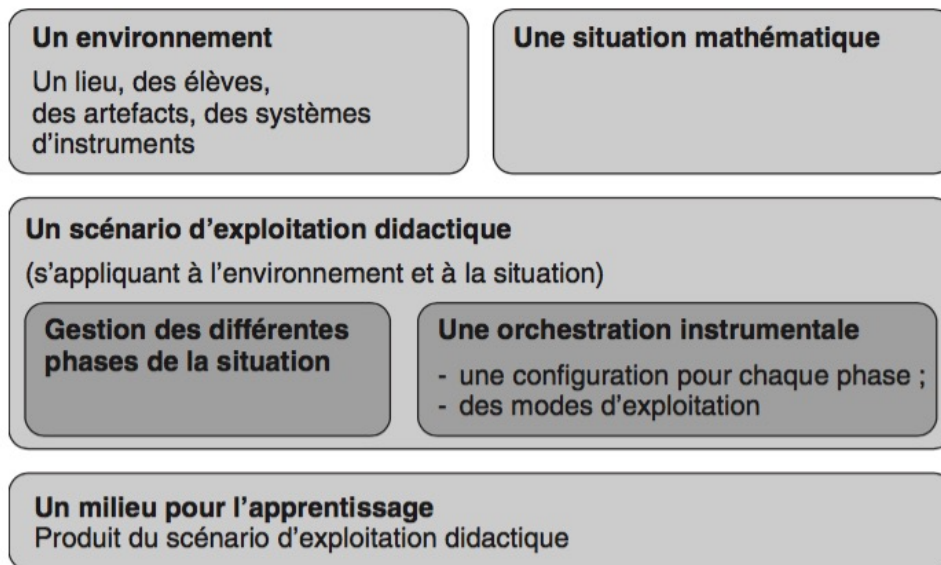 Un environnement
Un lieu, des élèves,
des artefacts, des systèmes
d'instruments
Une situation mathématique
Un scénario d'exploitation didactique
(s'appliquant à l'environnement et à la situation)
Gestion des différentes
phases de la situation
Une orchestration instrumentale
- une configuration pour chaque phase ;
- des modes d'exploitation
Un milieu pour l'apprentissage
Produit du scénario d'exploitation didactique